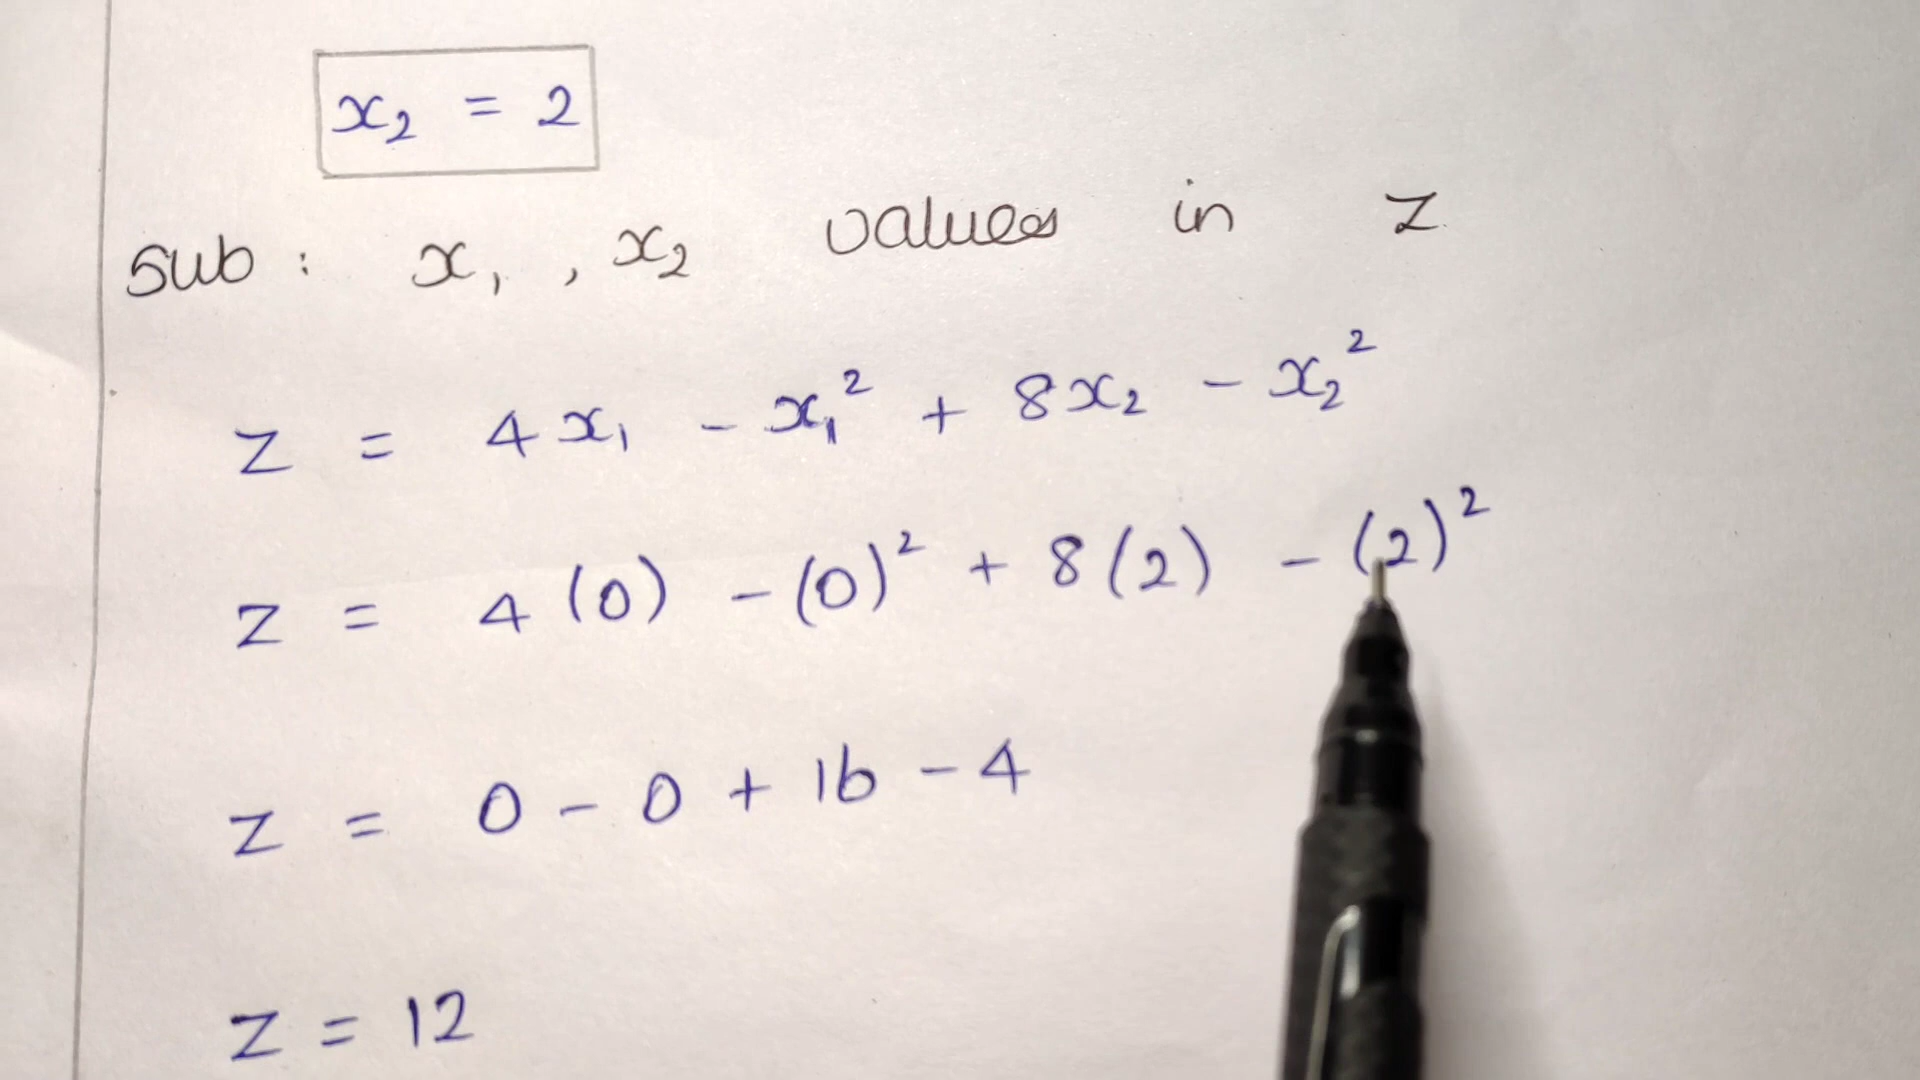 x₂ = 2
Sub : x₁ , x₂ values in Z
Z = 4x₁ - x₁² + 8x₂ - x₂²
Z = 4(0) - (0)² + 8(2) - (2)²
Z = 0 - 0 + 16 - 4
Z = 12